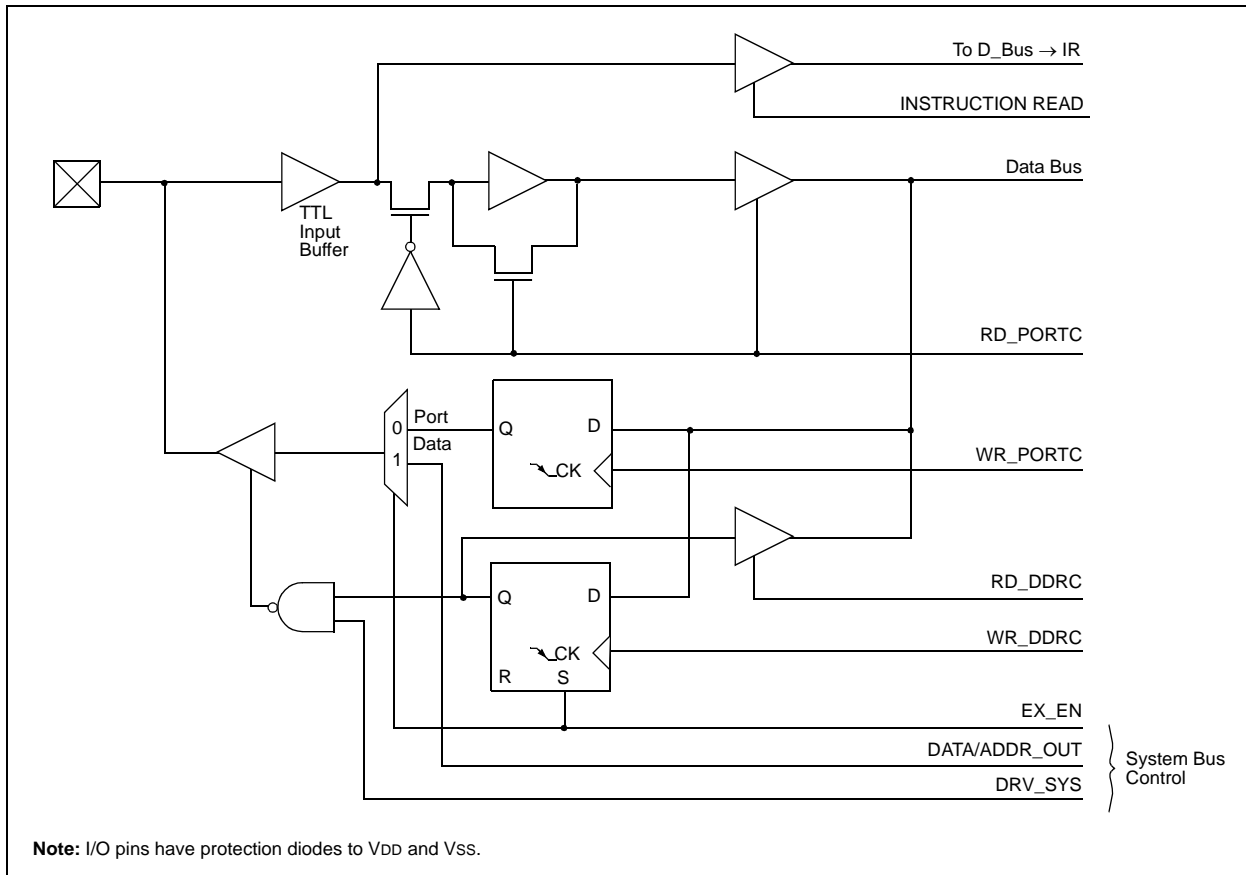 To D_Bus → IR
INSTRUCTION READ
Data Bus
TTL
Input
Buffer
RD_PORTC
0
Port
Data
1
Q
D
CK
WR_PORTC
Q
D
RD_DDRC
CK
WR_DDRC
R
S
EX_EN
DATA/ADDR_OUT
DRV_SYS
System Bus
Control
Note: I/O pins have protection diodes to VDD and VSS.